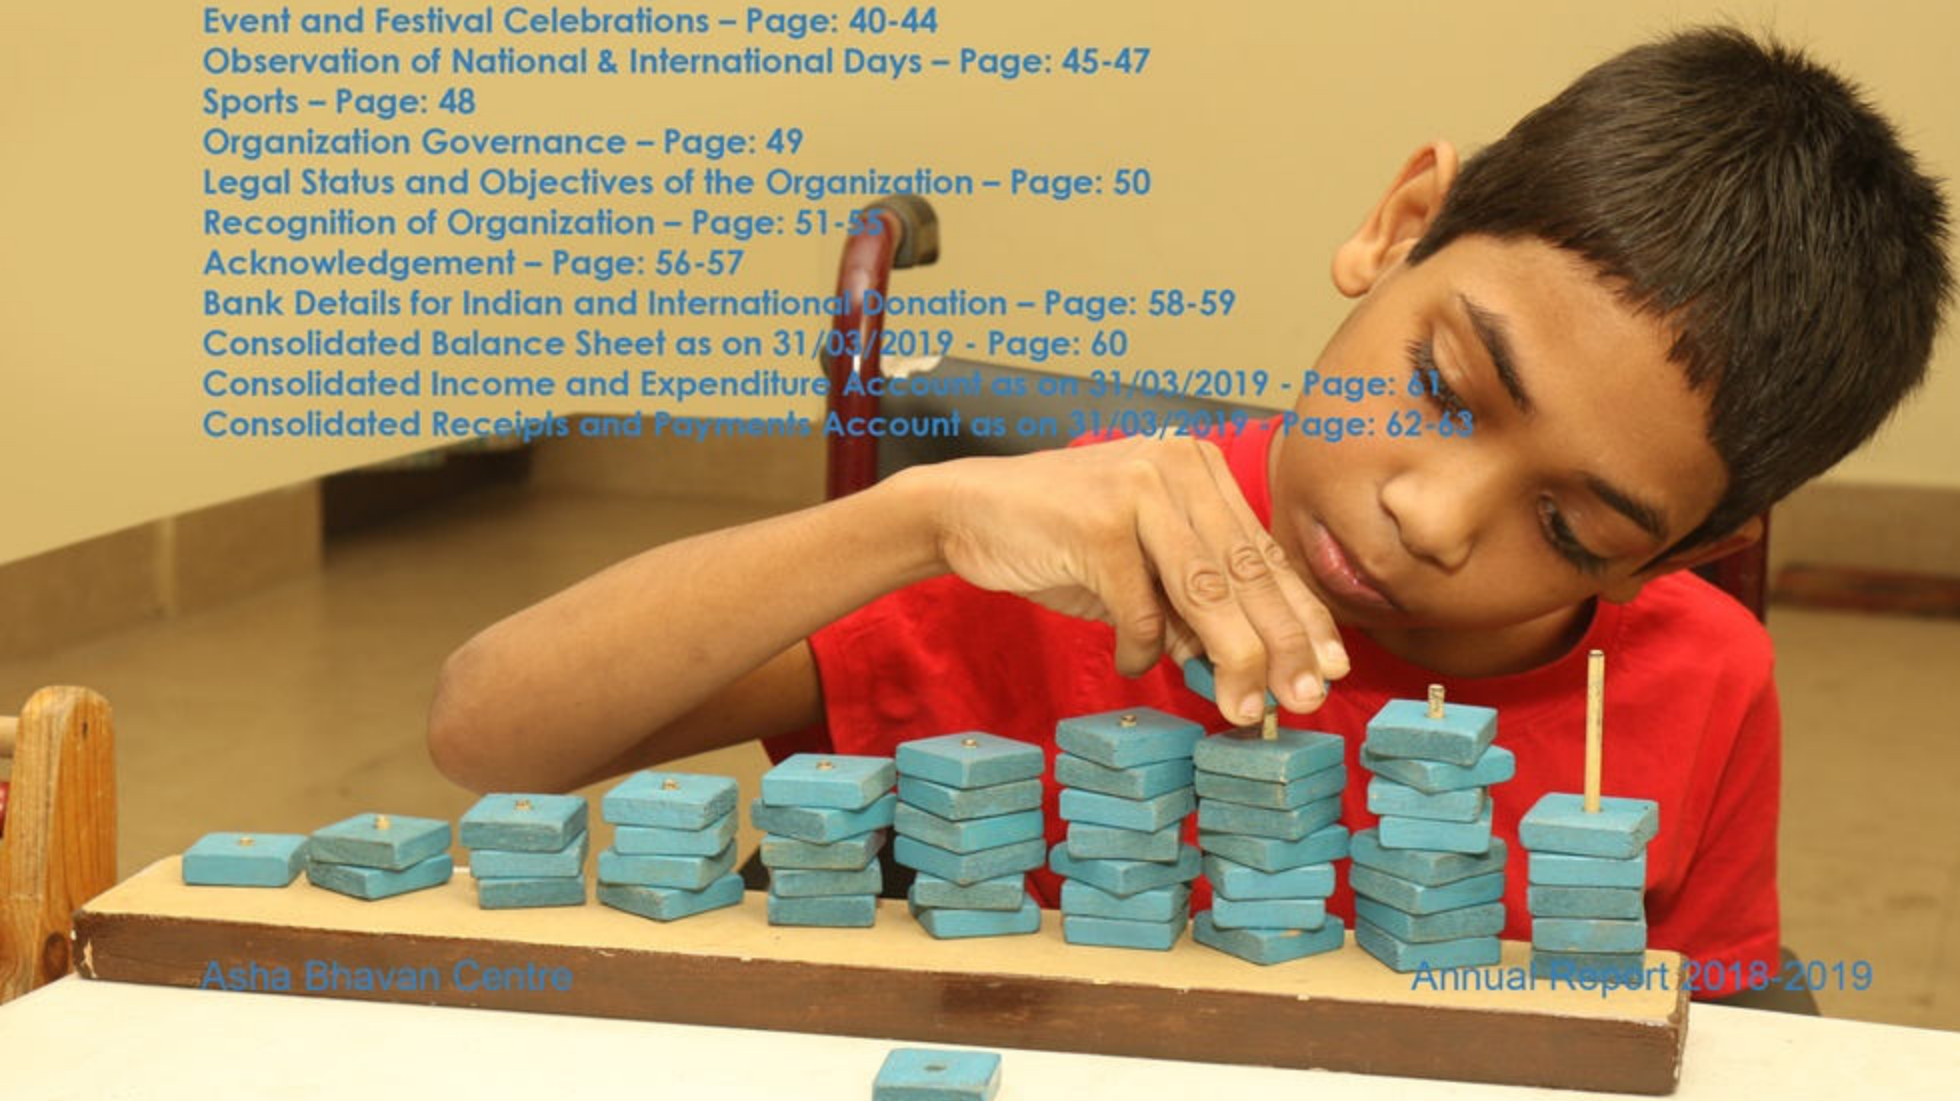 Event and Festival Celebrations – Page: 40-44
Observation of National & International Days – Page: 45-47
Sports – Page: 48
Organization Governance – Page: 49
Legal Status and Objectives of the Organization – Page: 50
Recognition of Organization – Page: 51-55
Acknowledgement – Page: 56-57
Bank Details for Indian and International Donation – Page: 58-59
Consolidated Balance Sheet as on 31/03/2019 - Page: 60
Consolidated Income and Expenditure Account as on 31/03/2019 - Page: 61
Consolidated Receipts and Payments Account as on 31/03/2019 - Page: 62-63
Asha Bhavan Centre
Annual Report 2018-2019